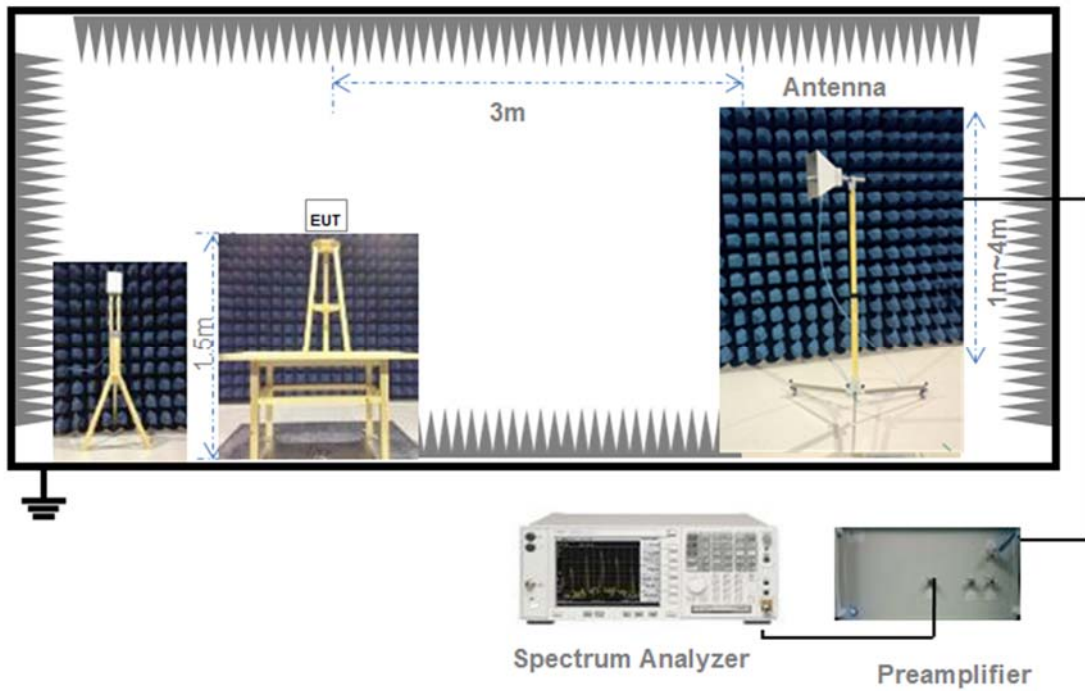 Antenna
3m
EUT
1.5m
1m~4m
Spectrum Analyzer
Preamplifier